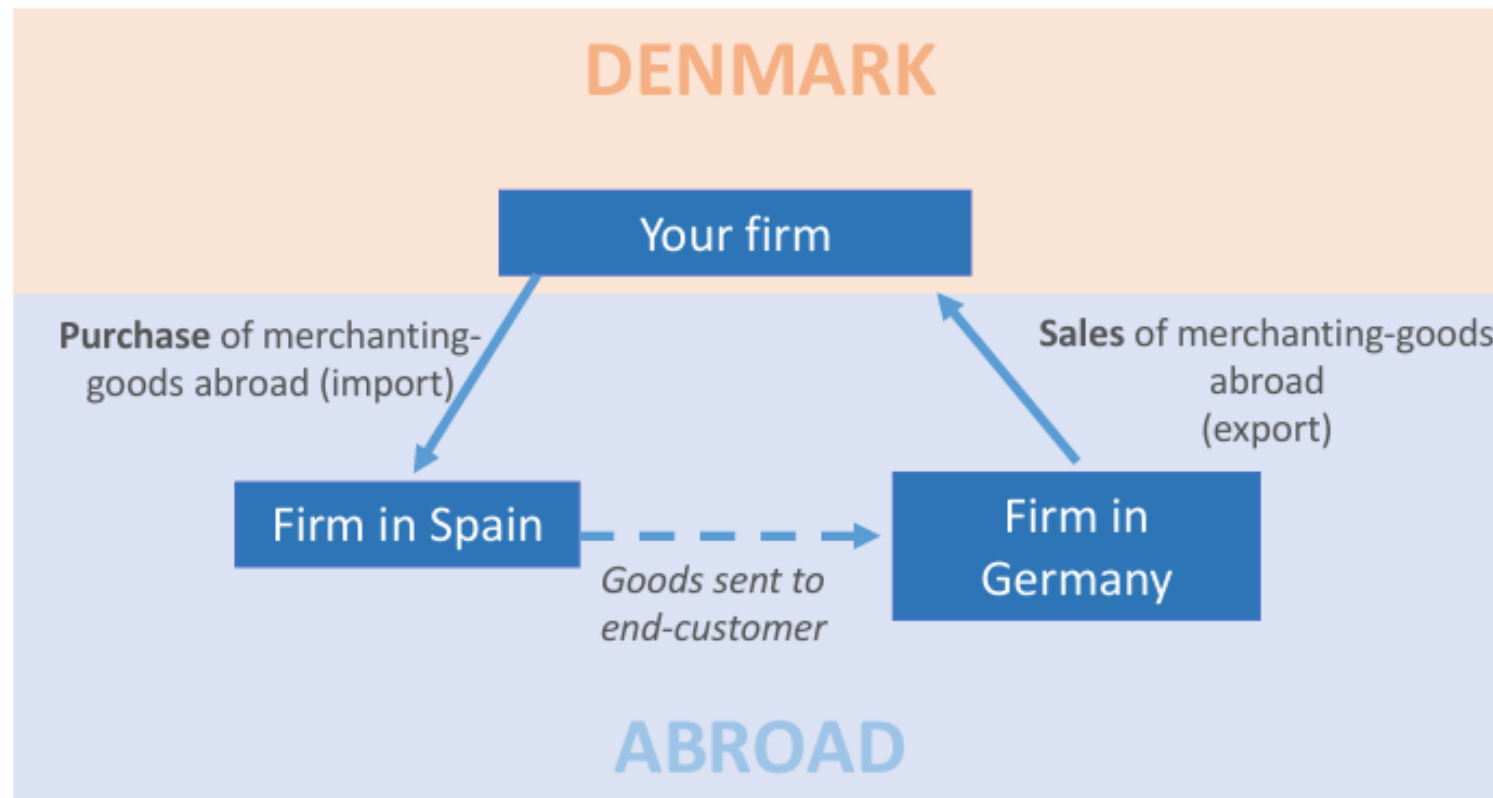 DENMARK
Your firm
Purchase of merchanting-
goods abroad (import)
Sales of merchanting-goods
abroad
(export)
Firm in Spain
Goods sent to
end-customer
Firm in
Germany
ABROAD